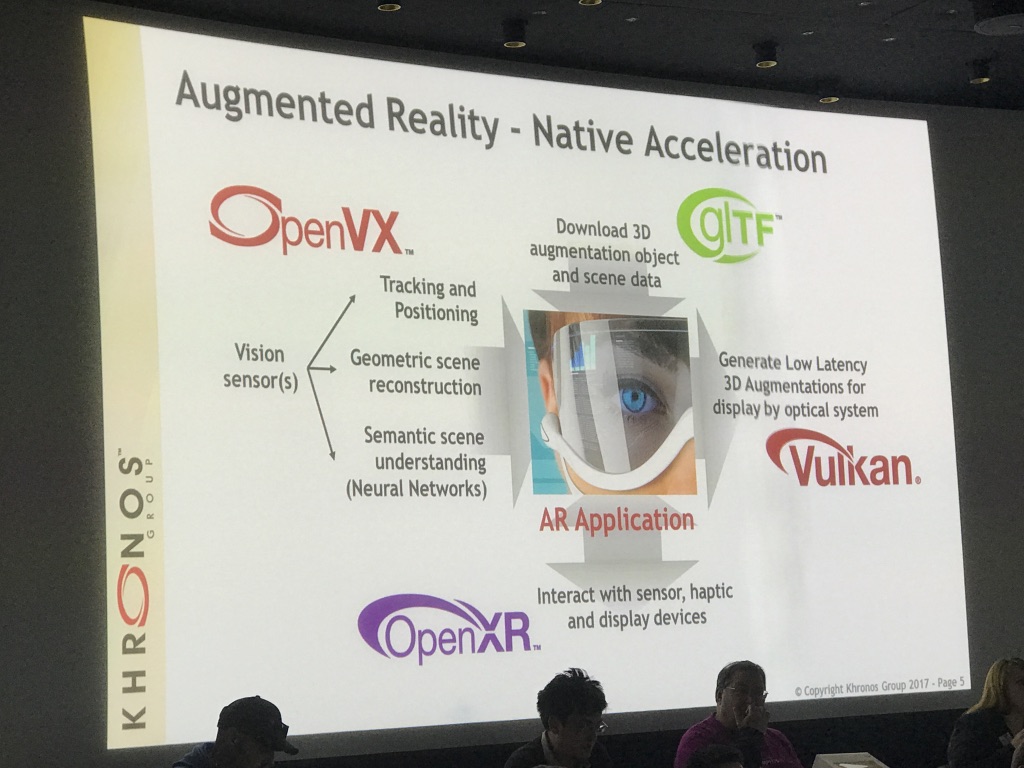 Augmented Reality - Native Acceleration
OpenVX™
Download 3D
augmentation object
and scene data
glTF™
Tracking and
Positioning
Vision
sensor(s)
Geometric scene
reconstruction
Semantic scene
understanding
(Neural Networks)
Generate Low Latency
3D Augmentations for
display by optical system
Vulkan®
AR Application
OpenXR™
Interact with sensor, haptic
and display devices
KHRONOS™
GROUP
© Copyright Khronos Group 2017 - Page 5